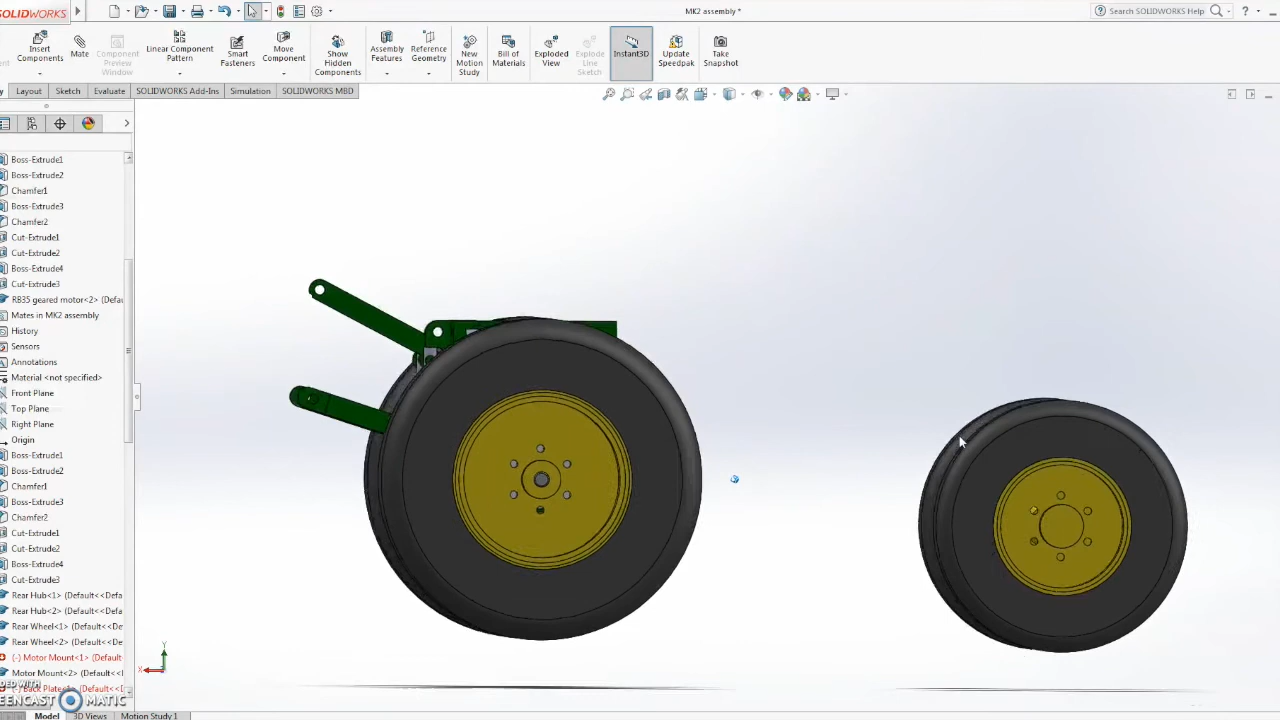 SOLIDWORKS
MK2 assembly *
Search SOLIDWORKS Help
?
Insert Components
Mate
Component Preview Window
Linear Component Pattern
Smart Fasteners
Move Component
Show Hidden Components
Assembly Features
Reference Geometry
New Motion Study
Bill of Materials
Exploded View
Explode Line Sketch
Instant3D
Update Speedpak
Take Snapshot
Layout
Sketch
Evaluate
SOLIDWORKS Add-Ins
Simulation
SOLIDWORKS MBD
Boss-Extrude1
Boss-Extrude2
Chamfer1
Boss-Extrude3
Chamfer2
Cut-Extrude1
Cut-Extrude2
Boss-Extrude4
Cut-Extrude3
RB35 geared motor<2> (Defau
Mates in MK2 assembly
History
Sensors
Annotations
Material <not specified>
Front Plane
Top Plane
Right Plane
Origin
Boss-Extrude1
Boss-Extrude2
Chamfer1
Boss-Extrude3
Chamfer2
Cut-Extrude1
Cut-Extrude2
Boss-Extrude4
Cut-Extrude3
Rear Hub<1> (Default<<Defa
Rear Hub<2> (Default<<Defa
Rear Wheel<1> (Default<<De
Rear Wheel<2> (Default<<De
(-) Motor Mount<1> (Default
Motor Mount<2> (Default<<
(-) Back Plate<1> (Default<<D
EENCAST MATIC
Y
X
Model
3D Views
Motion Study 1